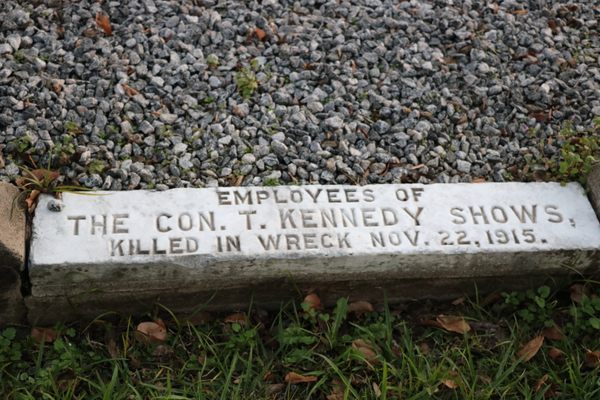 EMPLOYEES OF
THE CON. T. KENNEDY SHOWS,
KILLED IN WRECK NOV. 22, 1915.